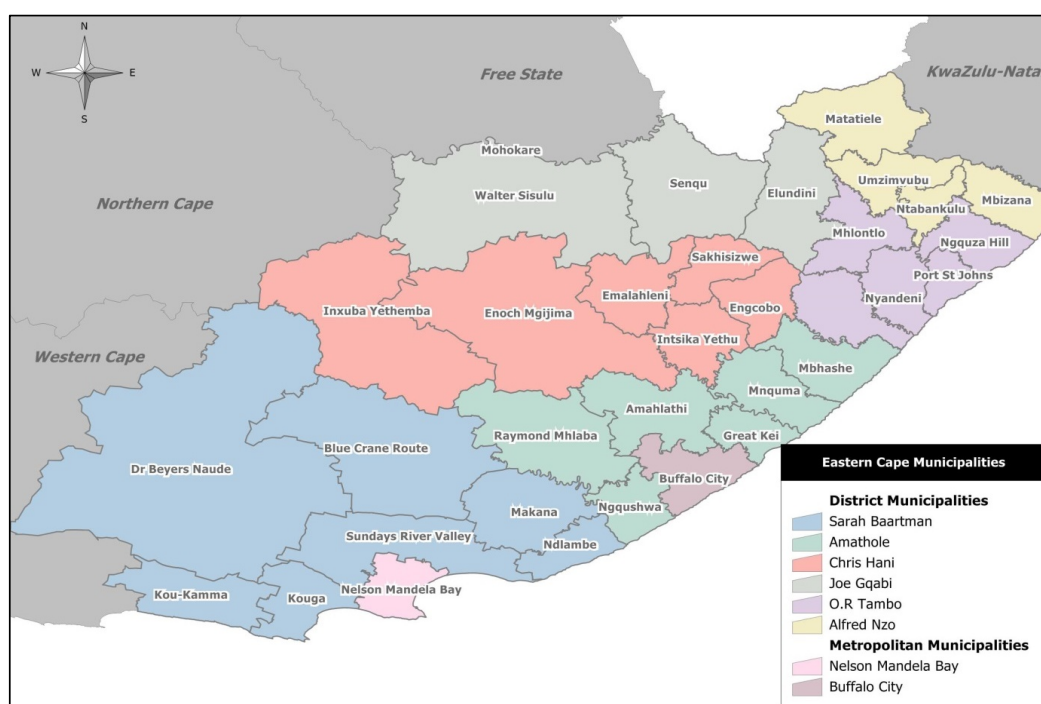 N
W
E
S
Free State
KwaZulu-Nata
Matatiele
Mohokare
Umzimvubu
Senqu
Elundini
Walter Sisulu
Mbizana
Northern Cape
Ntabankulu
Mhlontlo
Ngquza Hill
Sakhisizwe
Port St Johns
Emalahleni
Nyandeni
Engcobo
Inxuba Yethemba
Enoch Mgijima
Intsika Yethu
Western Cape
Mbhashe
Mnquma
Amahlathi
Raymond Mhlaba
Great Kei
Blue Crane Route
Dr Beyers Naude
Buffalo City
Ngqushwa
Makana
Sundays River Valley
Ndlambe
Nelson Mandela Bay
Kou-Kamma
Kouga
Eastern Cape Municipalities
District Municipalities
Sarah Baartman
Amathole
Chris Hani
Joe Gqabi
O.R Tambo
Alfred Nzo
Metropolitan Municipalities
Nelson Mandela Bay
Buffalo City